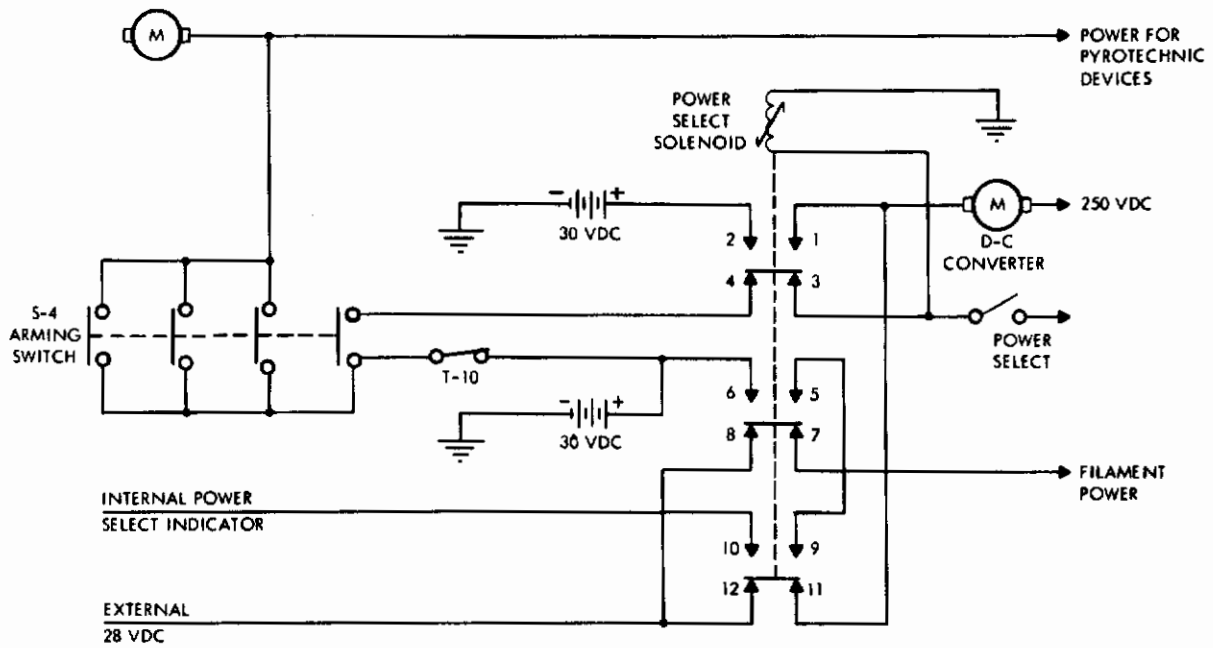 M
POWER FOR
PYROTECHNIC
DEVICES
POWER
SELECT
SOLENOID
- +
30 VDC
2 1
M
250 VDC
D-C
CONVERTER
4 3
S-4
ARMING
SWITCH
T-10
POWER
SELECT
6 5
- +
30 VDC
8 7
FILAMENT
POWER
INTERNAL POWER
SELECT INDICATOR
10 9
12 11
EXTERNAL
28 VDC